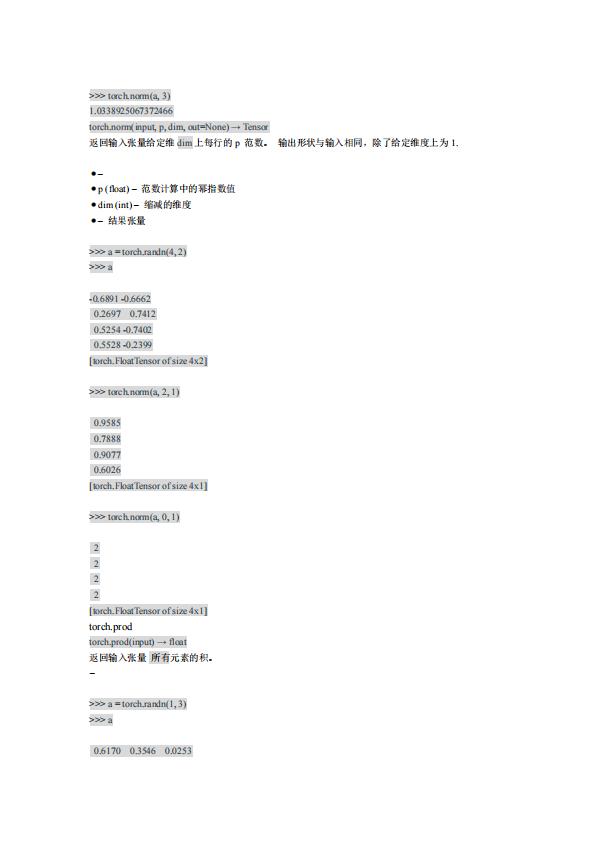 >>> torch.norm(a, 3)
1.0338925067372466
torch.norm(input, p, dim, out=None) → Tensor
返回输入张量给定维 dim 上每行的 p 范数。 输出形状与输入相同，除了给定维度上为 1.
●–
●p (float) – 范数计算中的幂指数值
●dim (int) – 缩减的维度
●– 结果张量
>>> a = torch.randn(4, 2)
>>> a
-0.6891 -0.6662
0.2697 0.7412
0.5254 -0.7402
0.5528 -0.2399
[torch.FloatTensor of size 4x2]
>>> torch.norm(a, 2, 1)
0.9585
0.7888
0.9077
0.6026
[torch.FloatTensor of size 4x1]
>>> torch.norm(a, 0, 1)
2
2
2
2
[torch.FloatTensor of size 4x1]
torch.prod
torch.prod(input) → float
返回输入张量 所有元素的积。
–
>>> a = torch.randn(1, 3)
>>> a
0.6170 0.3546 0.0253